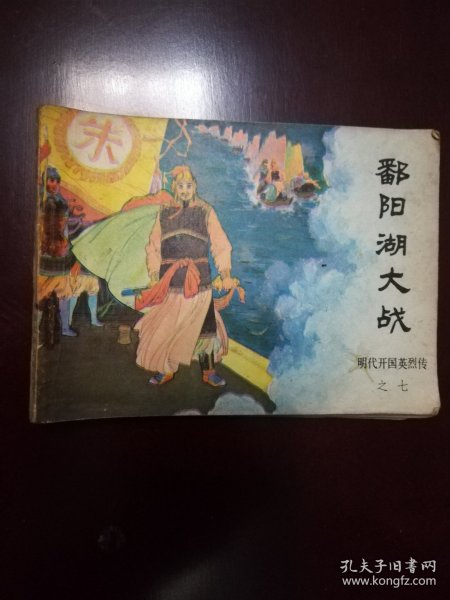 朱
鄱阳湖大战
明代开国英烈传
之七
孔夫子旧书网
www.kongfz.com